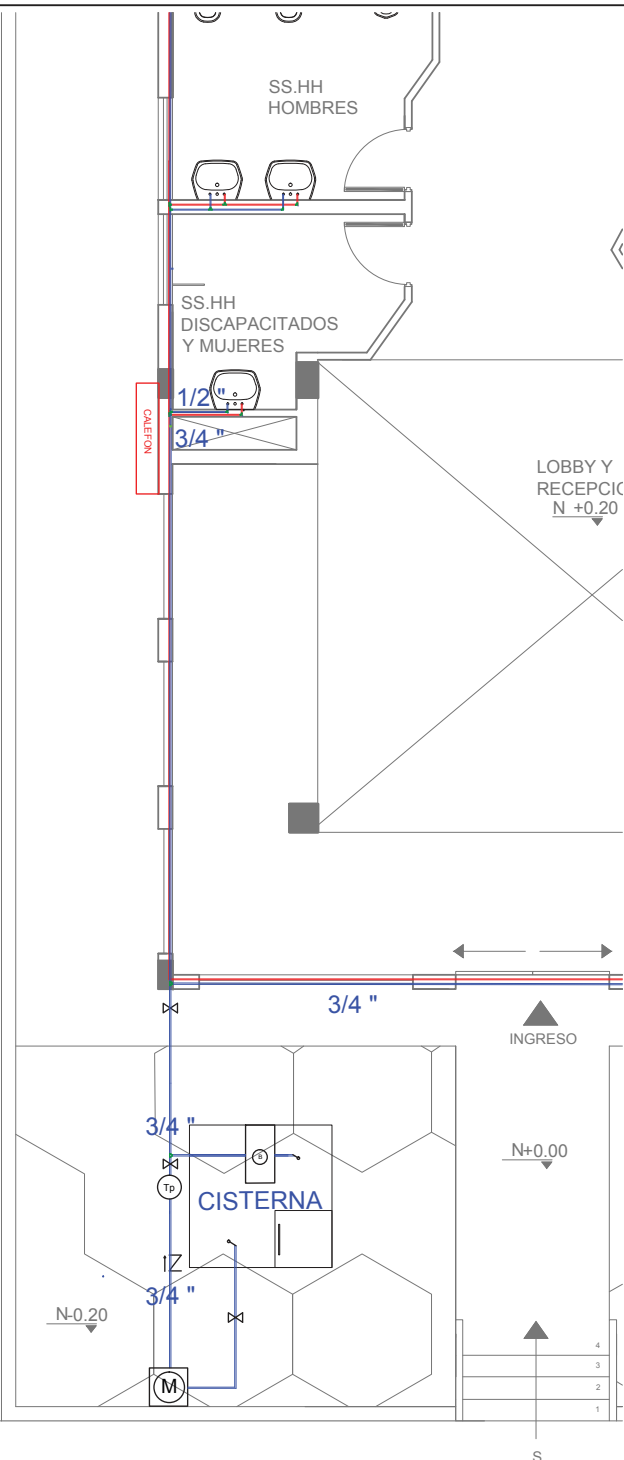 SS.HH
HOMBRES
SS.HH
DISCAPACITADOS
Y MUJERES
1/2 "
CALEFON
3/4 "
LOBBY Y
RECEPCIO
N +0.20
3/4 "
INGRESO
3/4 "
B
N+0.00
Tp
CISTERNA
Z
3/4 "
N-0.20
M
4
3
2
1
S